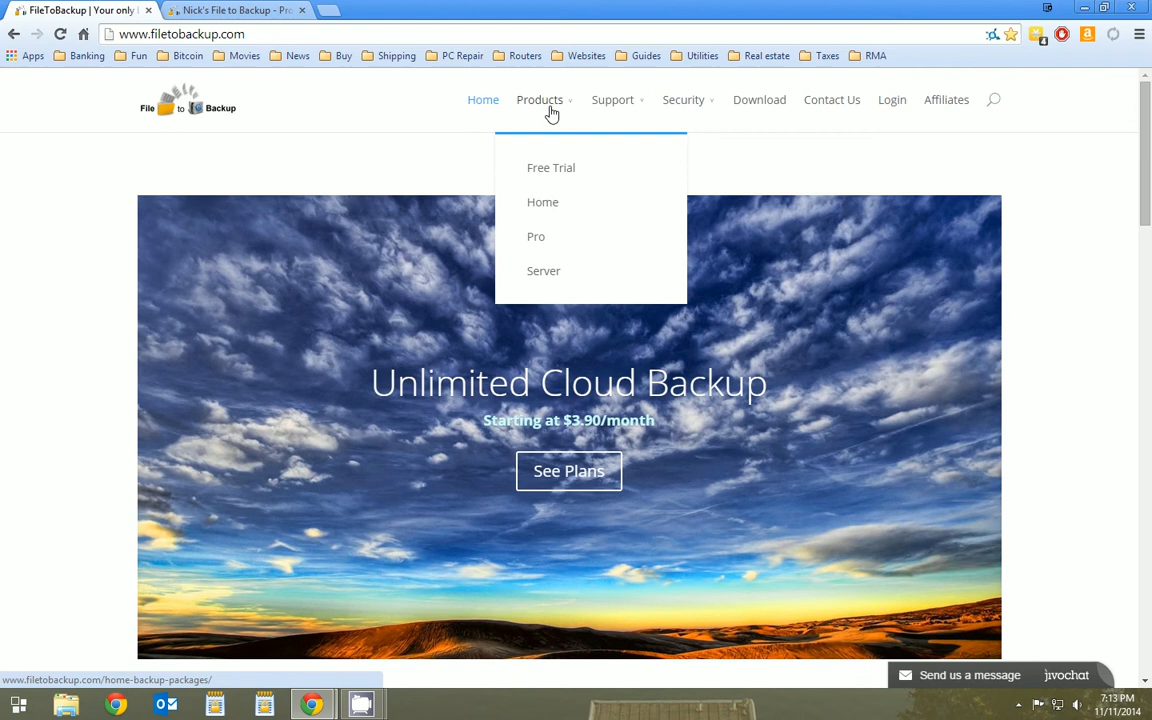 FileToBackup | Your only
Nick's File to Backup - Pro
www.filetobackup.com
4
Apps Banking Fun Bitcoin Movies News Buy Shipping PC Repair Routers Websites Guides Utilities Real estate Taxes RMA
File to Backup
Home Products Support Security Download Contact Us Login Affiliates
Free Trial
Home
Pro
Server
Unlimited Cloud Backup
Starting at $3.90/month
See Plans
www.filetobackup.com/home-backup-packages/
Send us a message jivochat
7:13 PM
11/11/2014